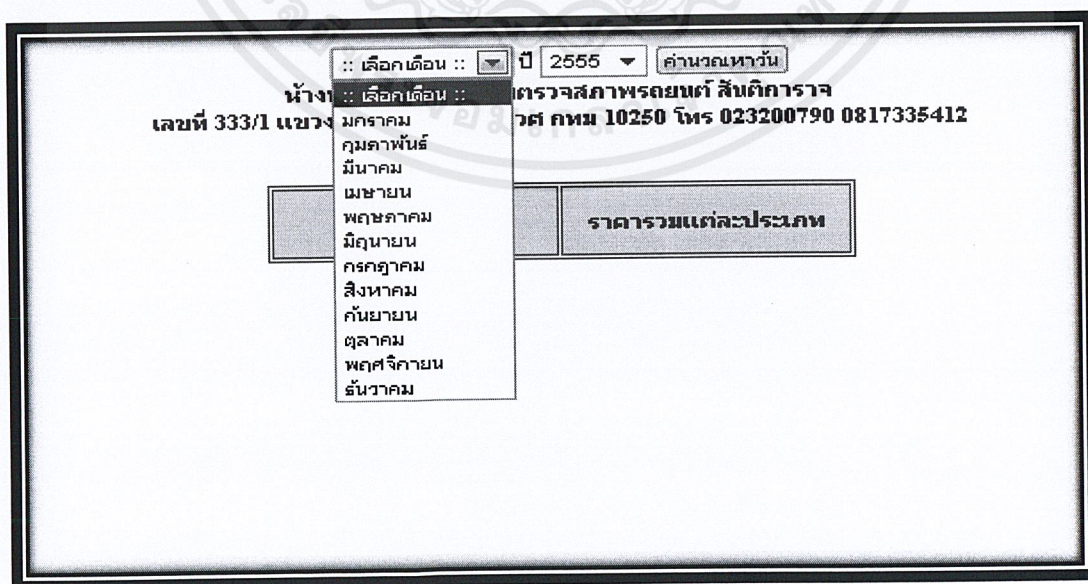 :: เลือกเดือน :: ปี 2555 คำนวณหาวัน
:: เลือกเดือน ::
ตรวจสภาพรถยนต์ สันติการาจ
เลขที่ 333/1 แขวง
กทม 10250 โทร 023200790 0817335412
มกราคม
กุมภาพันธ์
มีนาคม
เมษายน
พฤษภาคม
มิถุนายน
กรกฎาคม
สิงหาคม
กันยายน
ตุลาคม
พฤศจิกายน
ธันวาคม
ราคารวมแต่ละประเภท